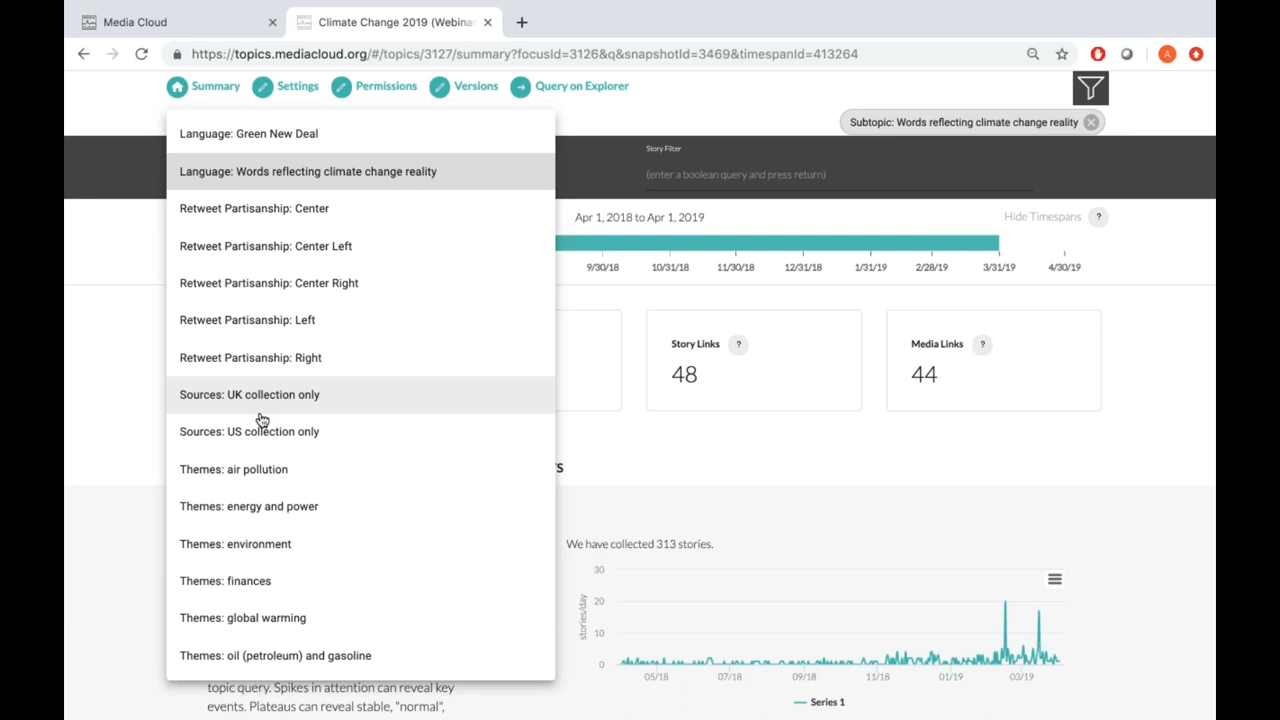 Media Cloud
Climate Change 2019 (Webinar
https://topics.mediacloud.org/#/topics/3127/summary?focusId=3126&q&snapshotId=3469&timespanId=413264
A
Summary
Settings
Permissions
Versions
Query on Explorer
Subtopic: Words reflecting climate change reality
Language: Green New Deal
Language: Words reflecting climate change reality
Retweet Partisanship: Center
Retweet Partisanship: Center Left
Retweet Partisanship: Center Right
Retweet Partisanship: Left
Retweet Partisanship: Right
Sources: UK collection only
Sources: US collection only
Themes: air pollution
Themes: energy and power
Themes: environment
Themes: finances
Themes: global warming
Themes: oil (petroleum) and gasoline
Story Filter
(enter a boolean query and press return)
Apr 1, 2018 to Apr 1, 2019
Hide Timespans ?
9/30/18 10/31/18 11/30/18 12/31/18 1/31/19 2/28/19 3/31/19 4/30/19
Story Links ?
48
Media Links ?
44
We have collected 313 stories.
stories/day
30
20
10
0
05/18 07/18 09/18 11/18 01/19 03/19
Series 1
topic query. Spikes in attention can reveal key
events. Plateaus can reveal stable, "normal",